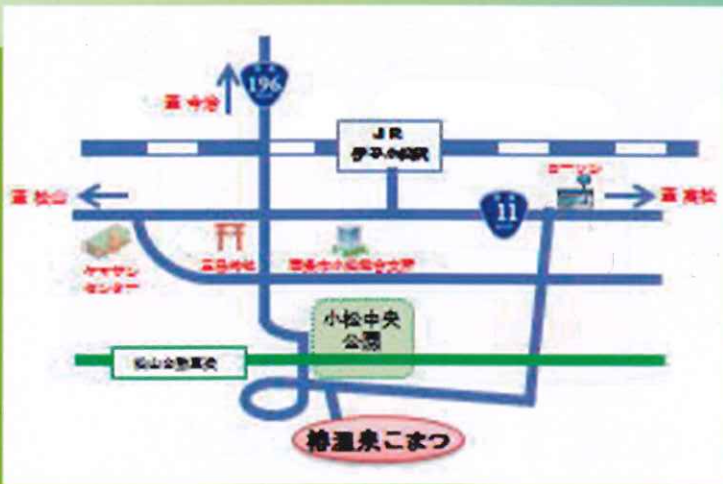 196
至 今治
JR
伊予小松駅
ローソン
至 松山
至 高松
11
小松中央
公園
松山自動車道
椿温泉こまつ